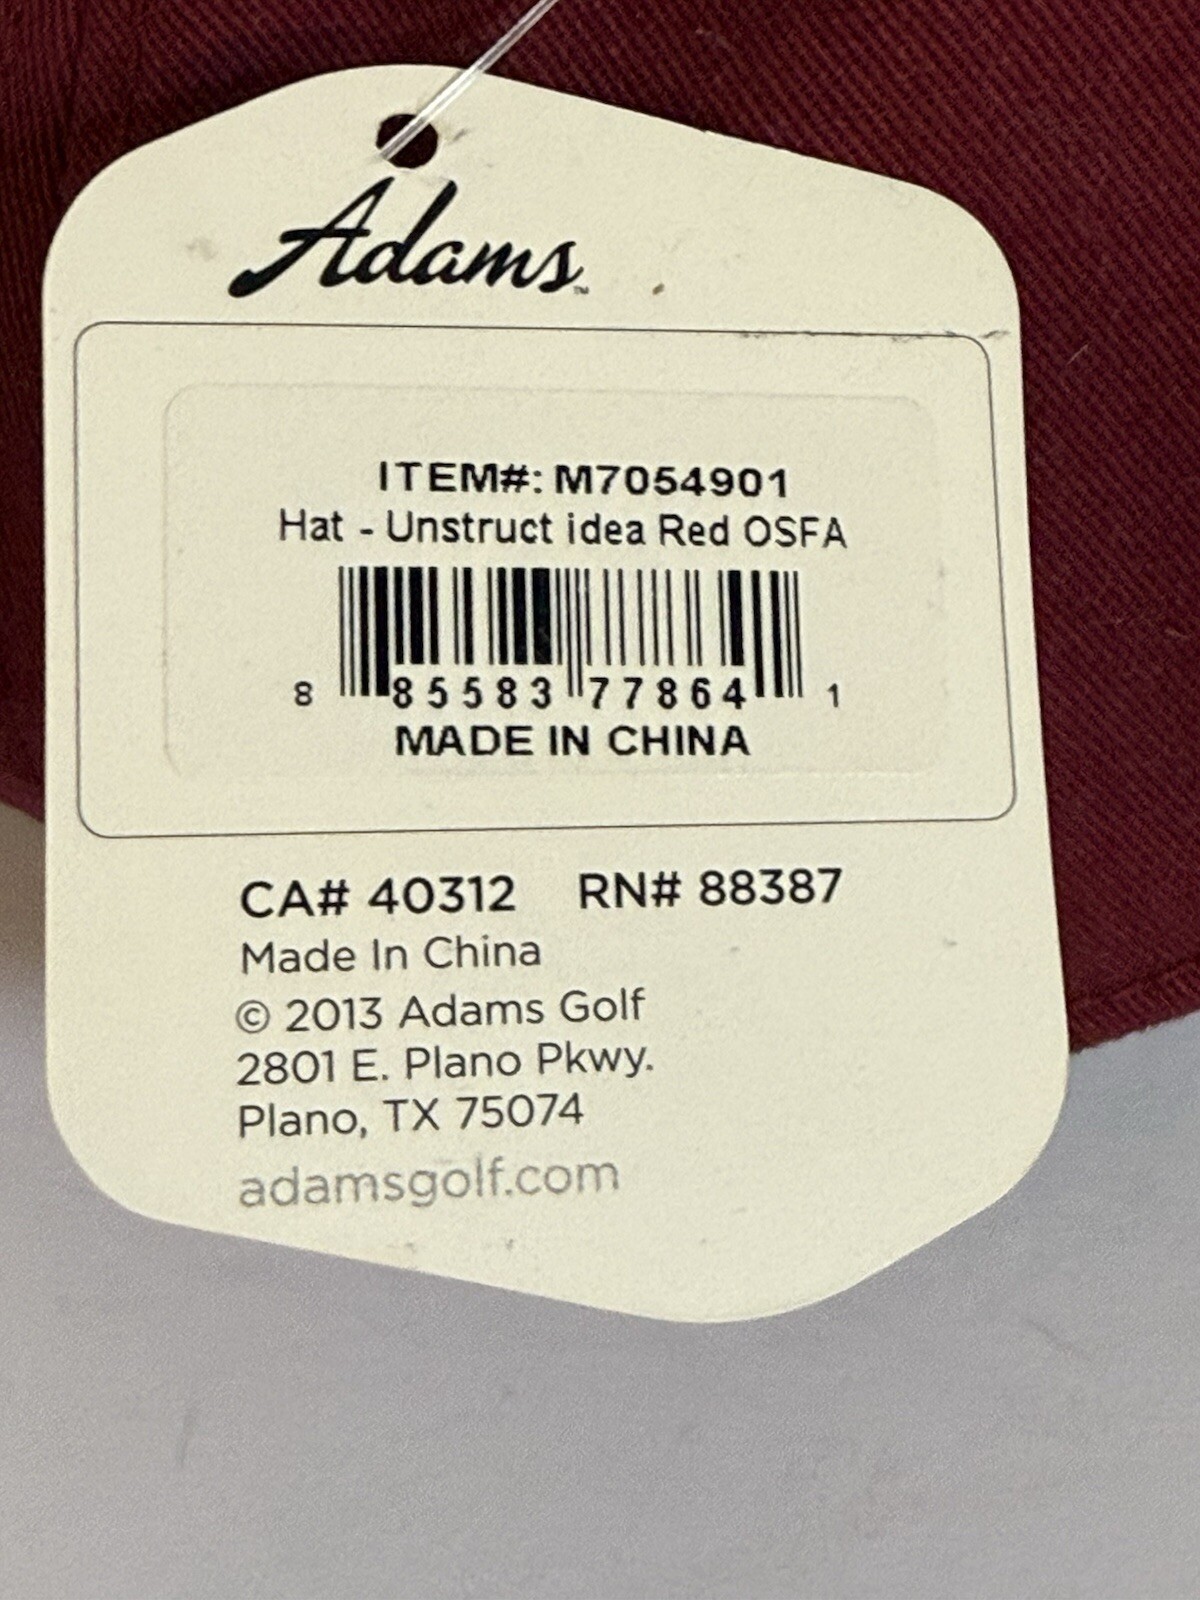 Adams™
ITEM#: M7054901
Hat - Unstruct idea Red OSFA
8 85583 77864 1
MADE IN CHINA
CA# 40312 RN# 88387
Made In China
© 2013 Adams Golf
2801 E. Plano Pkwy.
Plano, TX 75074
adamsgolf.com